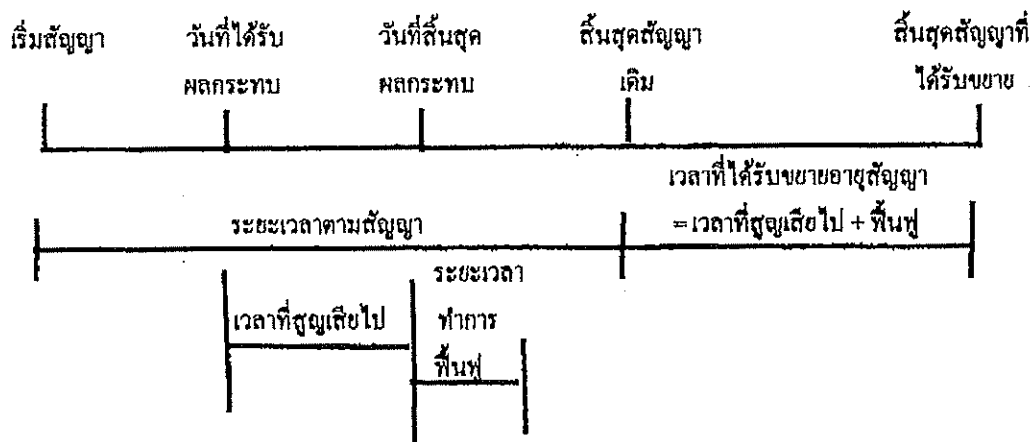 เริ่มสัญญา
วันที่ได้รับ
ผลกระทบ
วันที่สิ้นสุด
ผลกระทบ
สิ้นสุดสัญญา
เดิม
สิ้นสุดสัญญาที่
ได้รับขยาย
เวลาที่ได้รับขยายอายุสัญญา
=เวลาที่สูญเสียไป + ฟื้นฟู
ระยะเวลาตามสัญญา
เวลาที่สูญเสียไป
ระยะเวลา
ทำการ
ฟื้นฟู